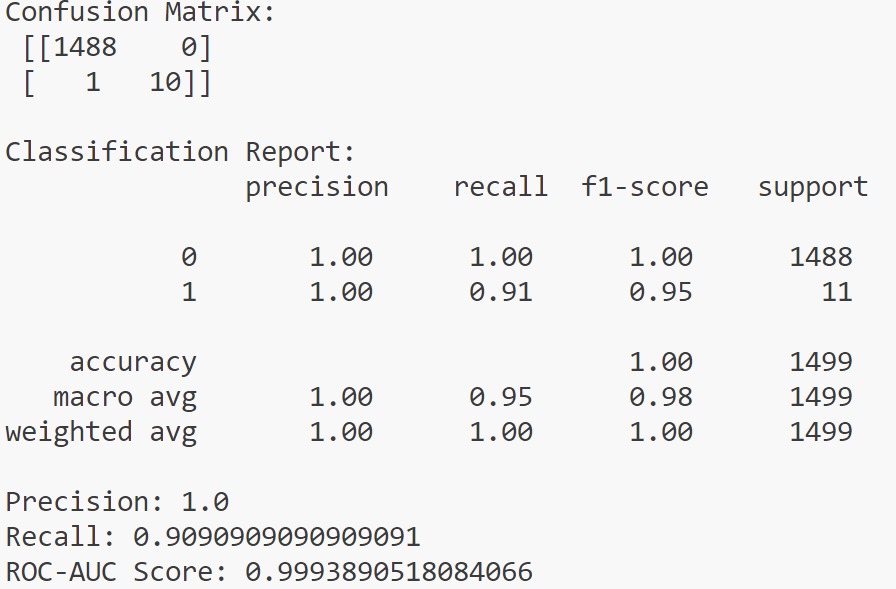 Confusion Matrix:
[[1488    0]
[   1   10]]
Classification Report:
precision    recall  f1-score   support
0       1.00      1.00      1.00      1488
1       1.00      0.91      0.95        11
accuracy                           1.00      1499
macro avg       1.00      0.95      0.98      1499
weighted avg       1.00      1.00      1.00      1499
Precision: 1.0
Recall: 0.9090909090909091
ROC-AUC Score: 0.9993890518084066